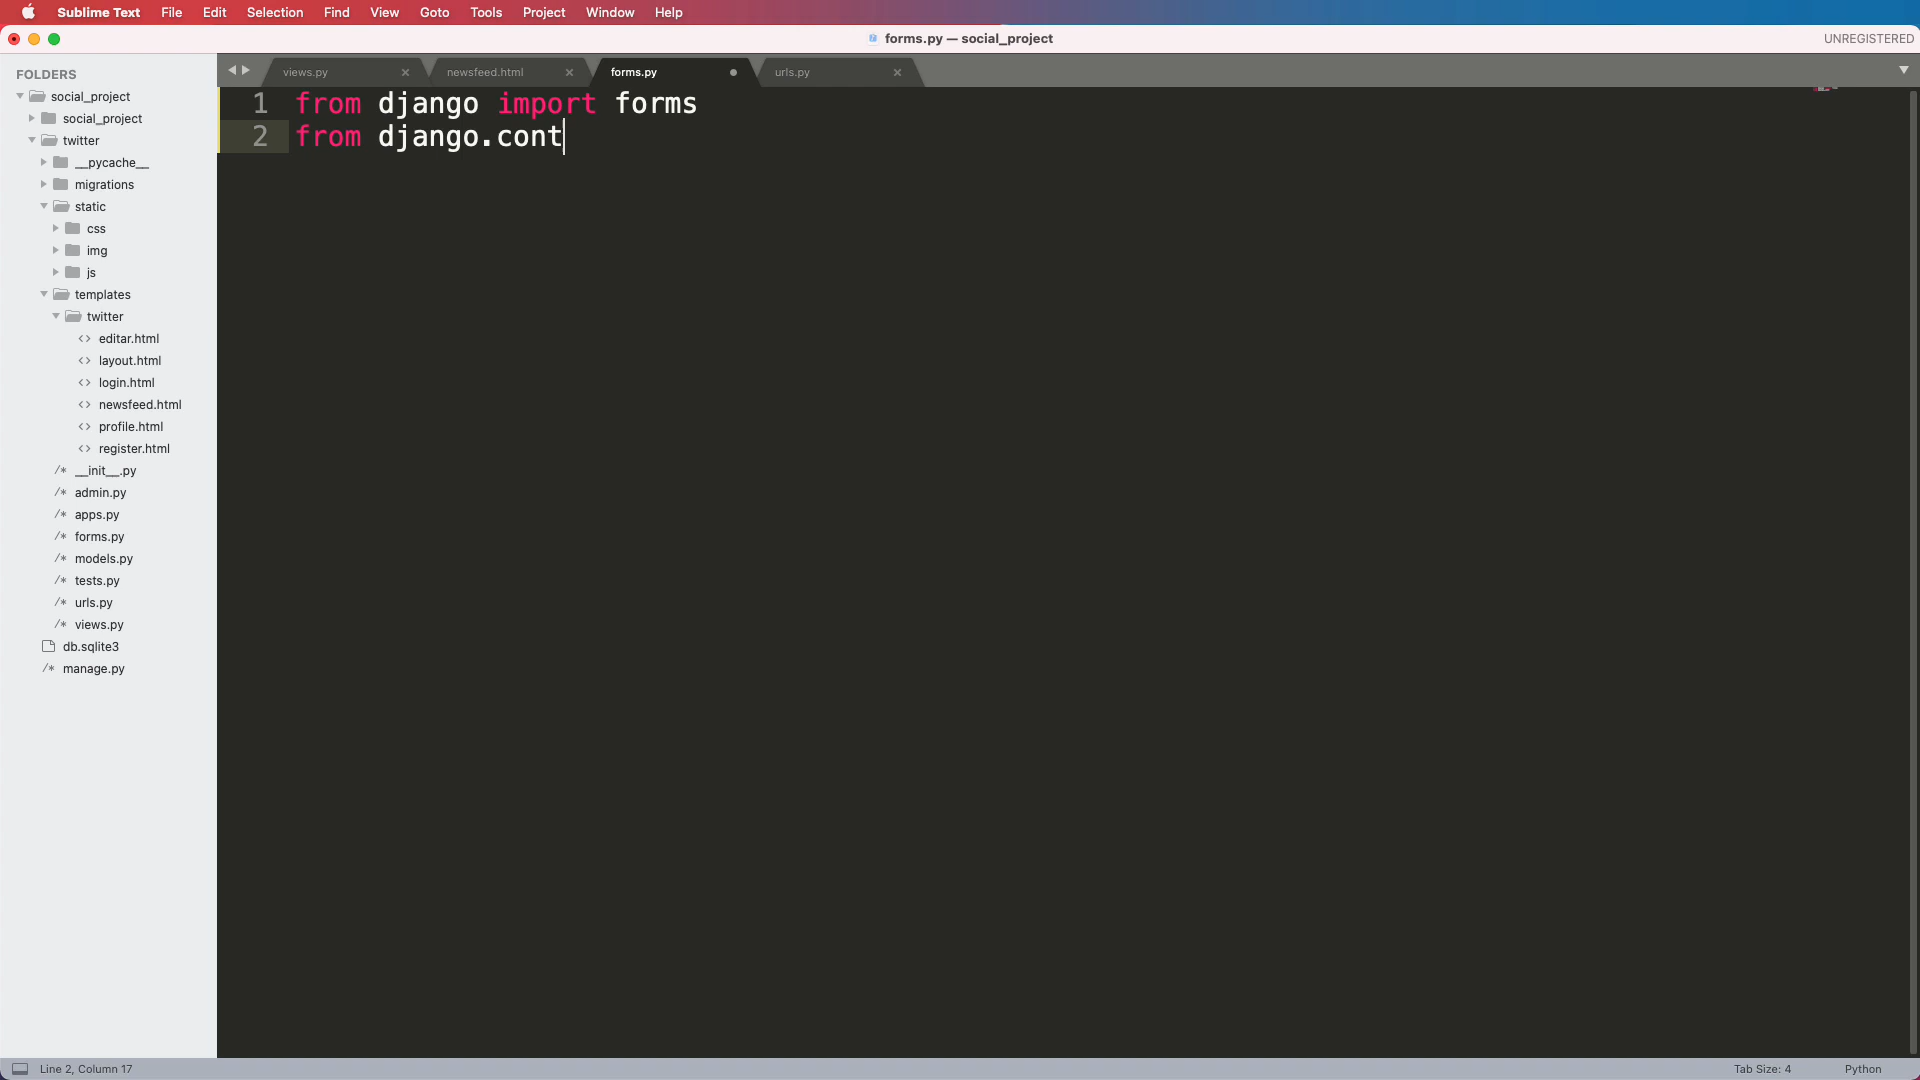 Sublime Text File Edit Selection Find View Goto Tools Project Window Help
forms.py — social_project UNREGISTERED
FOLDERS
social_project
social_project
twitter
__pycache__
migrations
static
css
img
js
templates
twitter
<> editar.html
<> layout.html
<> login.html
<> newsfeed.html
<> profile.html
<> register.html
/* __init__.py
/* admin.py
/* apps.py
/* forms.py
/* models.py
/* tests.py
/* urls.py
/* views.py
db.sqlite3
/* manage.py
views.py newsfeed.html forms.py urls.py
1 from django import forms
2 from django.cont
Line 2, Column 17 Tab Size: 4 Python